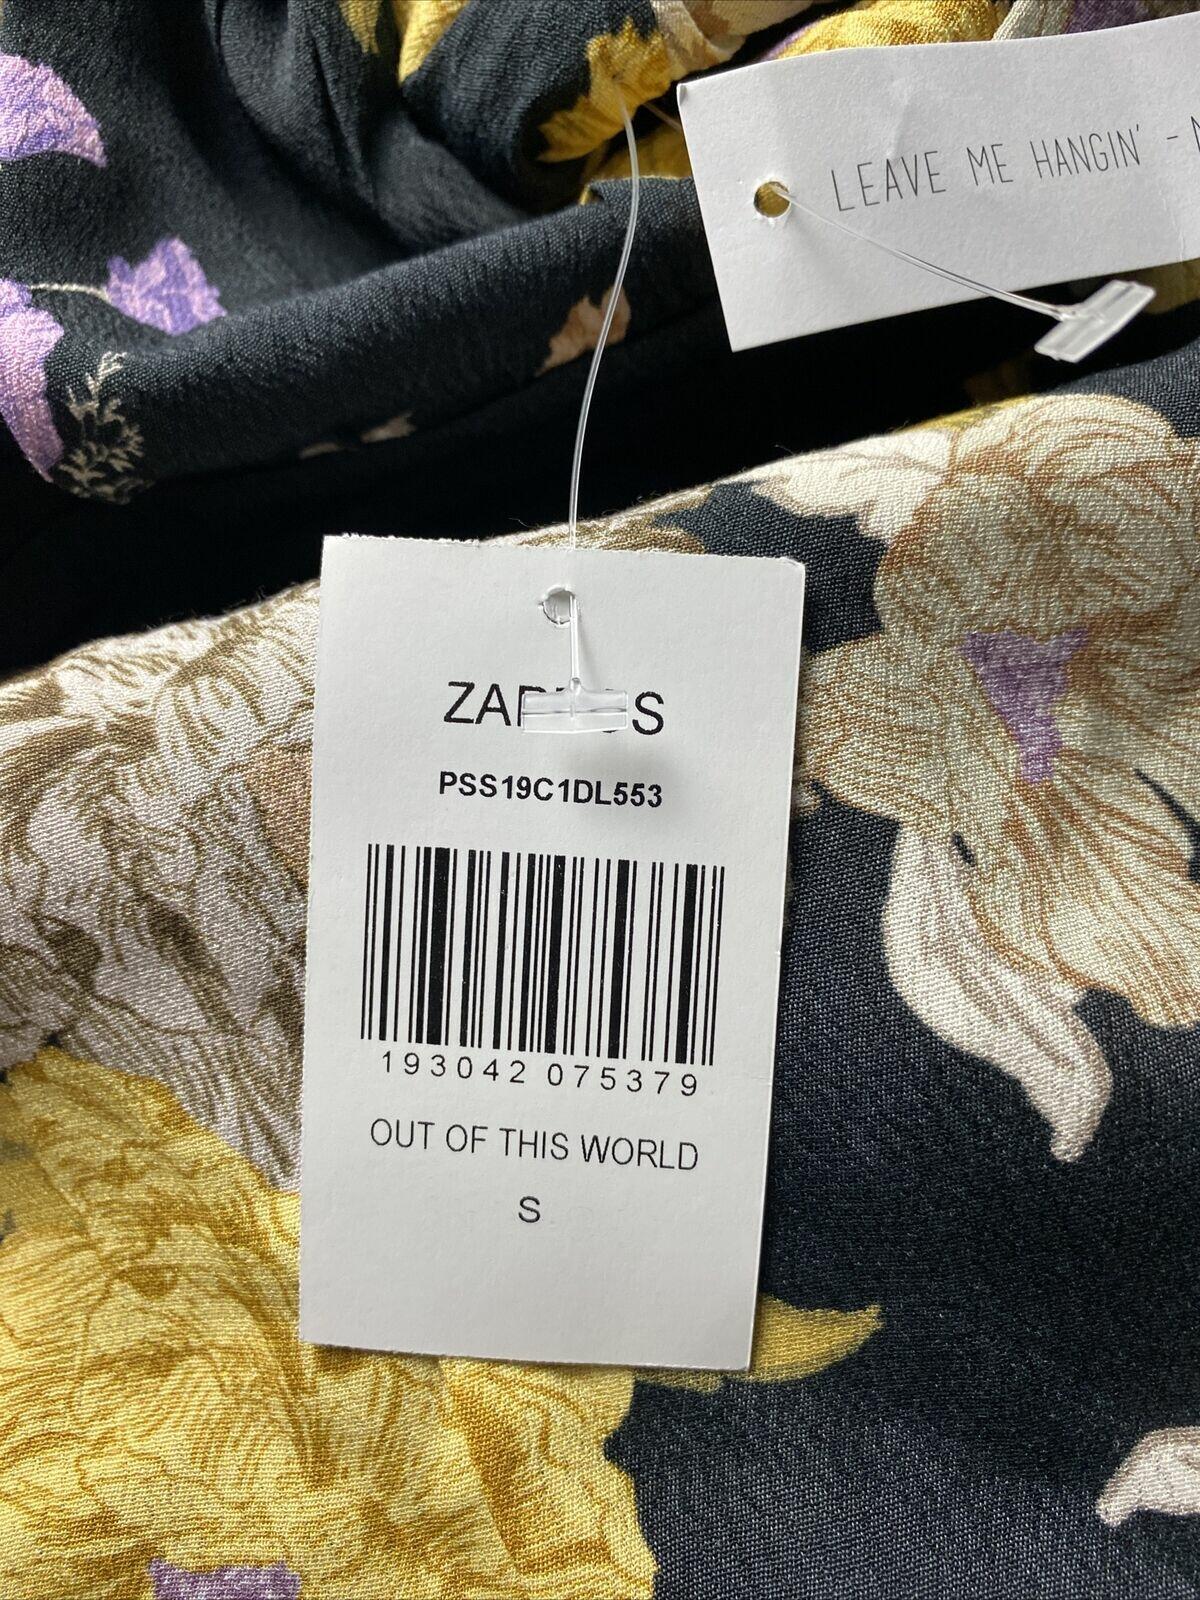 LEAVE ME HANGIN' -
PSS19C1DL553
193042 075379
OUT OF THIS WORLD
S